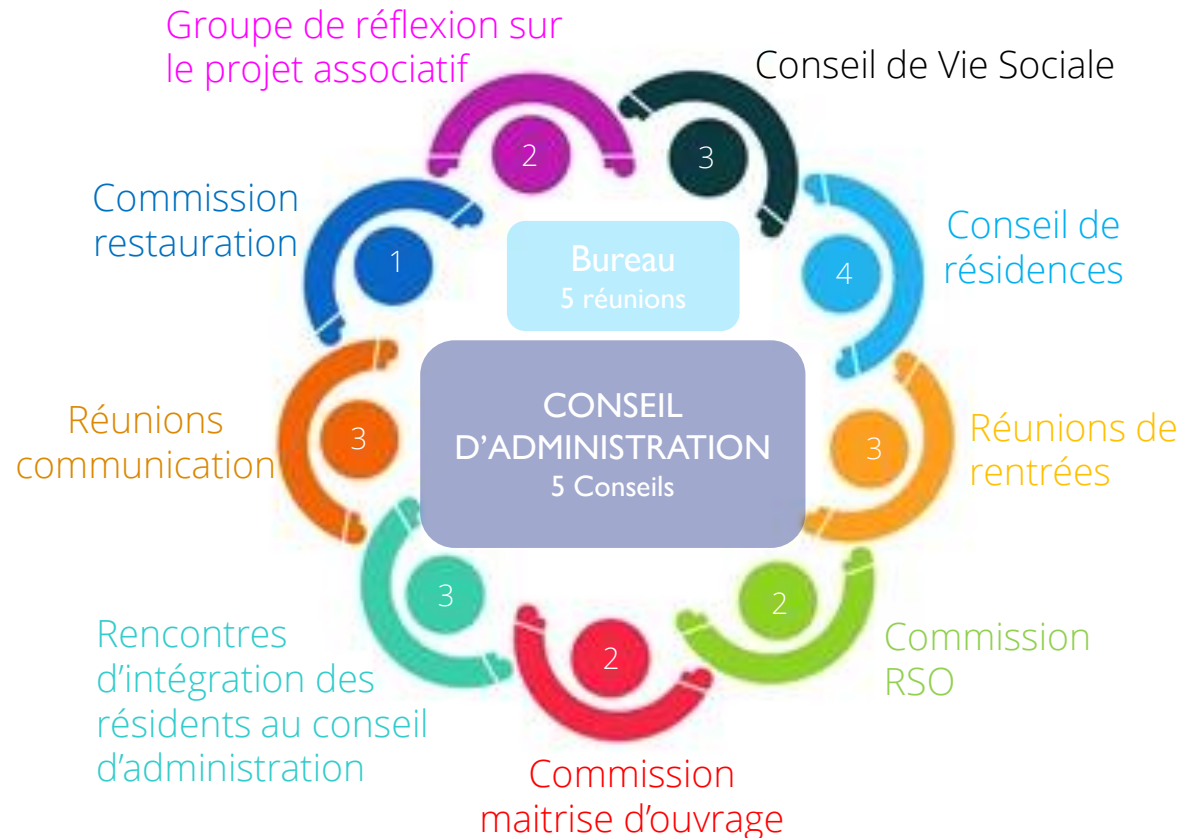 Groupe de réflexion sur
le projet associatif
2
Conseil de Vie Sociale
3
Commission
restauration
1
Bureau
5 réunions
Conseil de
résidences
4
CONSEIL
D’ADMINISTRATION
5 Conseils
Réunions
communication
3
Réunions de
rentrées
3
Rencontres
d’intégration des
résidents au conseil
d’administration
3
Commission
maitrise d’ouvrage
2
Commission
RSO
2